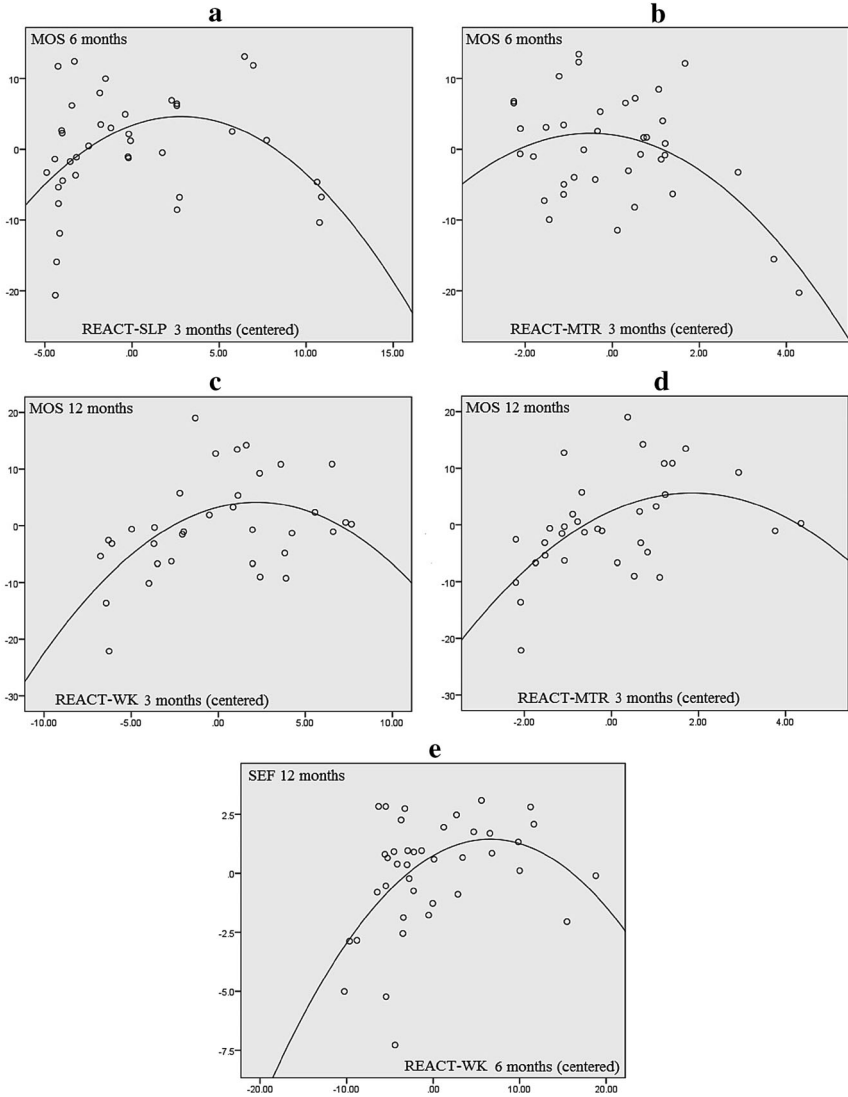 a
MOS 6 months
10
0
-10
-20
-5.00 .00 5.00 10.00 15.00
REACT-SLP 3 months (centered)
b
MOS 6 months
10
0
-10
-20
-2.00 .00 2.00 4.00
REACT-MTR 3 months (centered)
c
MOS 12 months
20
10
0
-10
-20
-30
-10.00 -5.00 .00 5.00 10.00
REACT-WK 3 months (centered)
d
MOS 12 months
20
10
0
-10
-20
-30
-2.00 .00 2.00 4.00
REACT-MTR 3 months (centered)
e
SEF 12 months
2.5
.0
-2.5
-5.0
-7.5
REACT-WK 6 months (centered)
-20.00 -10.00 .00 10.00 20.00